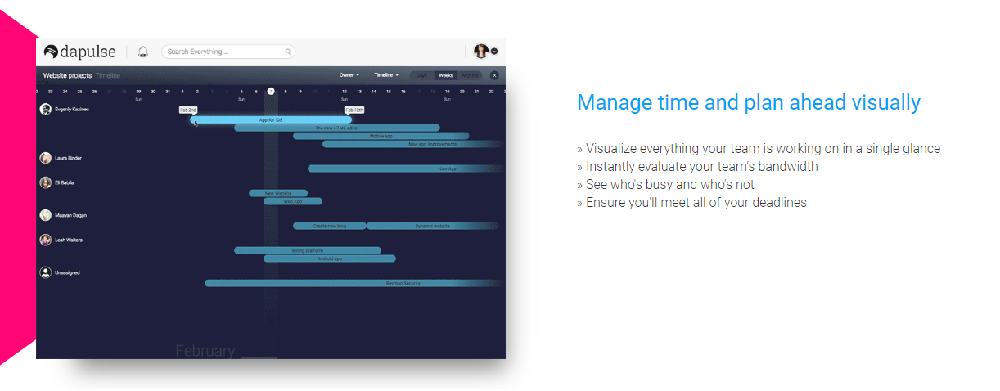 dapulse
Search Everything ...
Website projects Timeline
Owner Timeline Days Weeks Months
23 24 25 26 27 28 29 30 31 1 2 3 4 5 6 7 8 9 10 11 12 13 14 15 16 17 18 19 20 21 22
Sun Sun Sun Sun
Evgeniy Kazinec
Feb 2nd Feb 12th
App for iOS
The new HTML editor
Mobile app
New app improvements
Laura Binder
New App
Eli Babila
New Website
Web App
Maayan Dagan
Create new blog Dynamic website
Leah Walters
Billing platform
Android app
Unassigned
Security
February
Manage time and plan ahead visually
» Visualize everything your team is working on in a single glance
» Instantly evaluate your team's bandwidth
» See who's busy and who's not
» Ensure you'll meet all of your deadlines